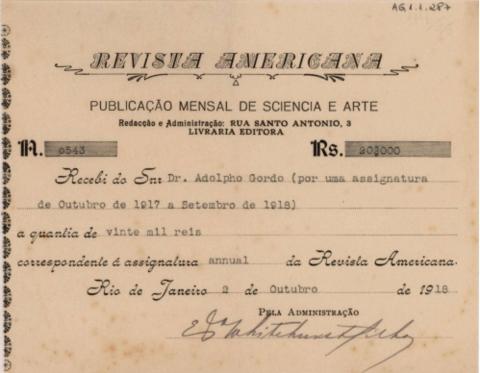 AG.1.1.287
REVISTA AMERICANA
PUBLICAÇÃO MENSAL DE SCIENCIA E ARTE
Redacção e Administração: RUA SANTO ANTONIO, 3
LIVRARIA EDITORA
N. 0543 Rs. 20$000
Recebi do Snr Dr. Adolpho Gordo (por uma assignatura
de Outubro de 1917 a Setembro de 1918)
a quantia de vinte mil reis
correspondente á assignatura annual da Revista Americana.
Rio de Janeiro 2 de Outubro de 1918
PELA ADMINISTRAÇÃO